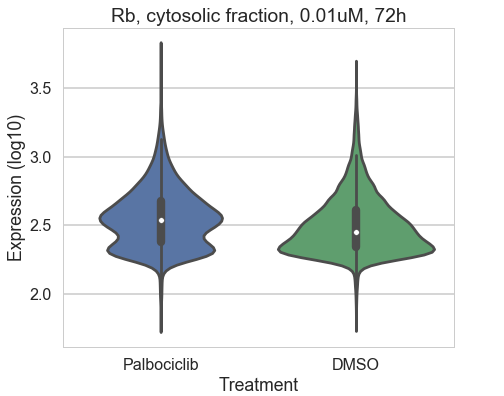 Rb, cytosolic fraction, 0.01uM, 72h
Expression (log10)
3.5
3.0
2.5
2.0
Palbociclib DMSO
Treatment